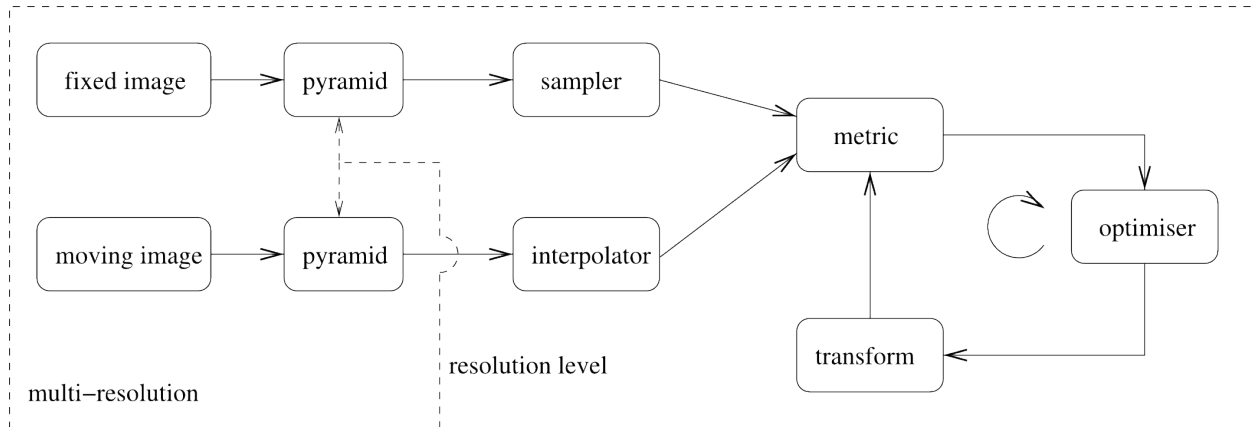 fixed image
pyramid
sampler
metric
moving image
pyramid
interpolator
optimiser
transform
resolution level
multi−resolution